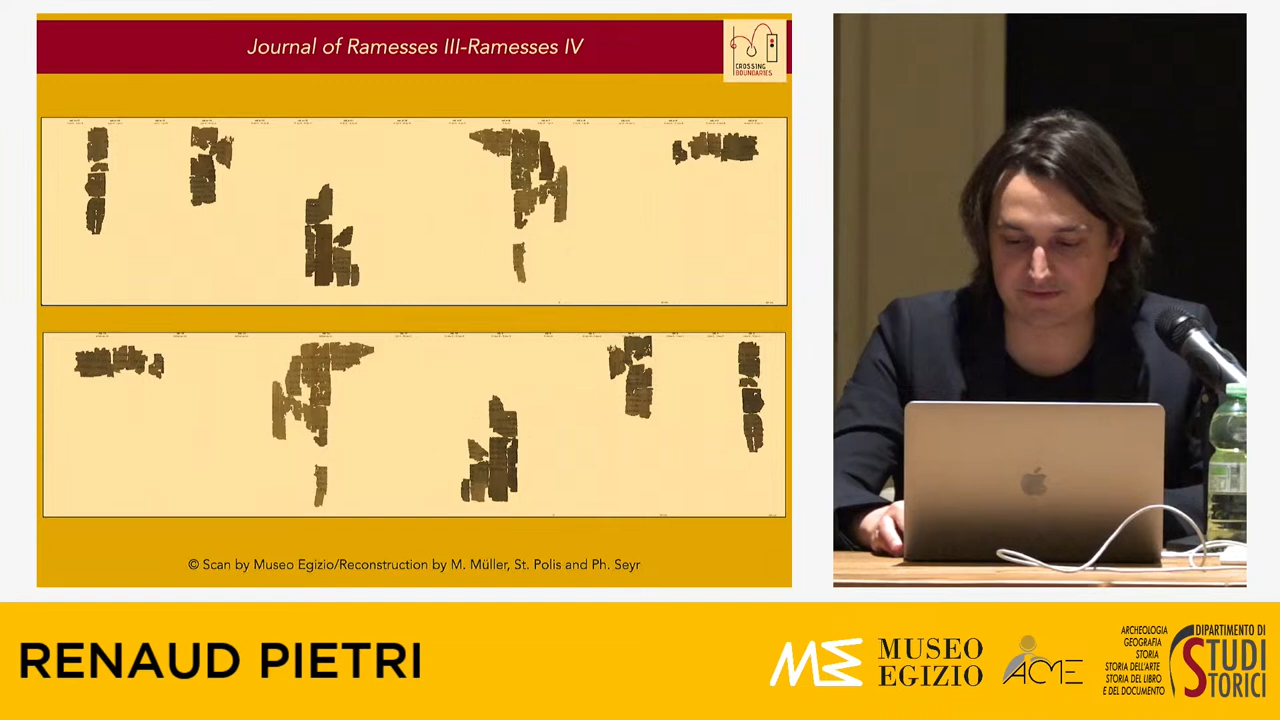 Journal of Ramesses III-Ramesses IV
CROSSING
BOUNDARIES
© Scan by Museo Egizio/Reconstruction by M. Müller, St. Polis and Ph. Seyr
RENAUD PIETRI
ME
MUSEO
EGIZIO
ACME
ARCHEOLOGIA
GEOGRAFIA
STORIA
STORIA DELL'ARTE
STORIA DEL LIBRO
E DEL DOCUMENTO
DIPARTIMENTO DI
STUDI
STORICI